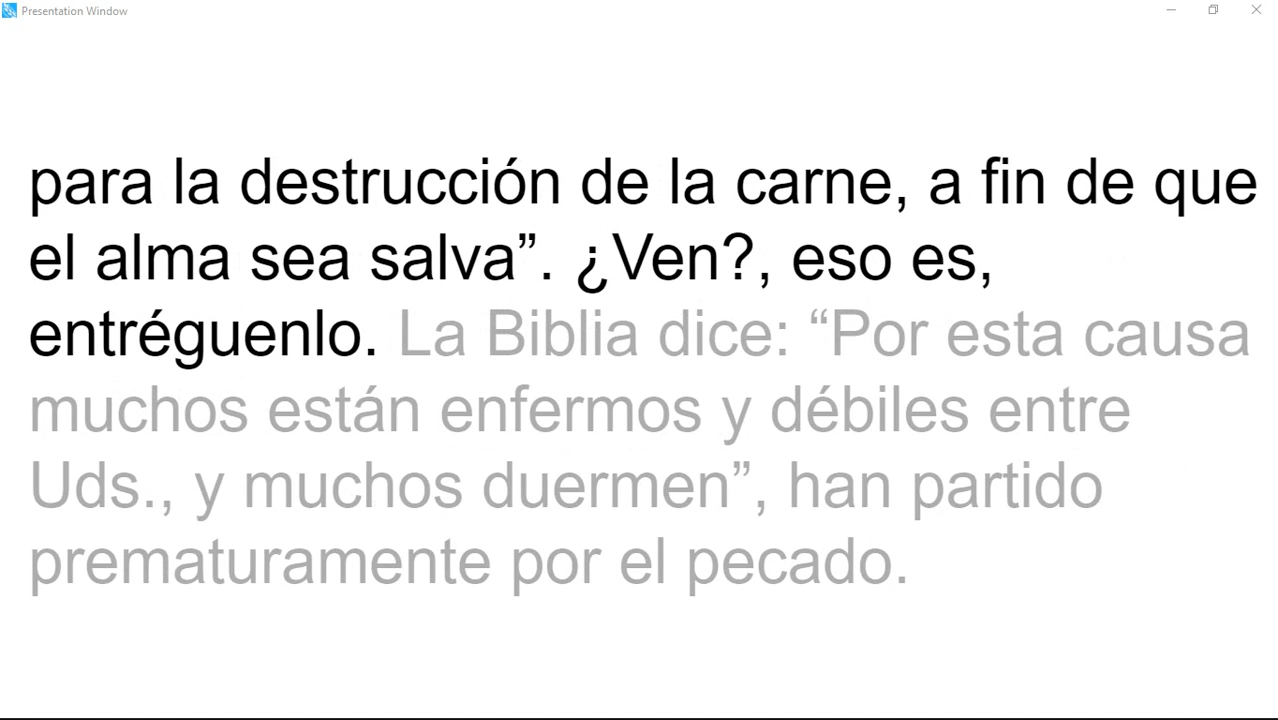 Presentation Window
para la destrucción de la carne, a fin de que
el alma sea salva”. ¿Ven?, eso es,
entréguenlo. La Biblia dice: “Por esta causa
muchos están enfermos y débiles entre
Uds., y muchos duermen”, han partido
prematuramente por el pecado.